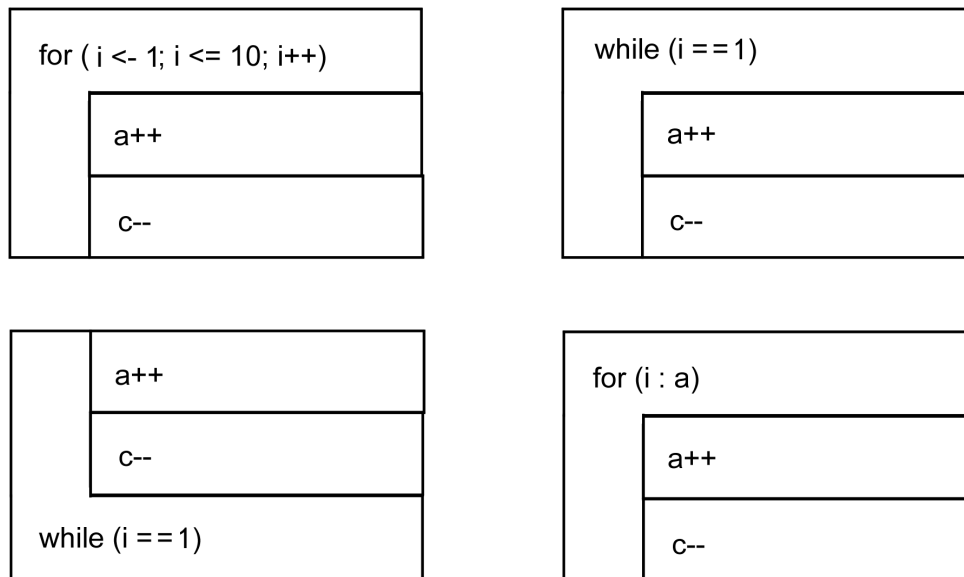 for ( i <- 1; i <= 10; i++)
a++
c--
while (i ==1)
a++
c--
a++
c--
while (i ==1)
for (i : a)
a++
c--